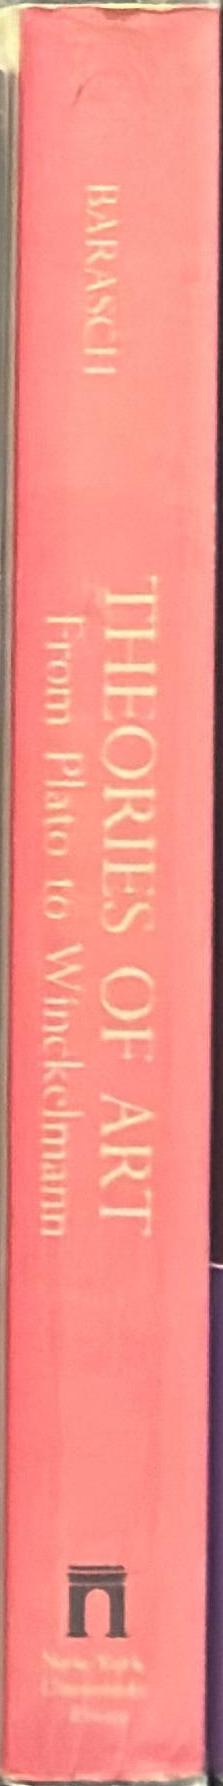 BARASCH
THEORIES OF ART
From Plato to Winckelmann
New York
University
Press